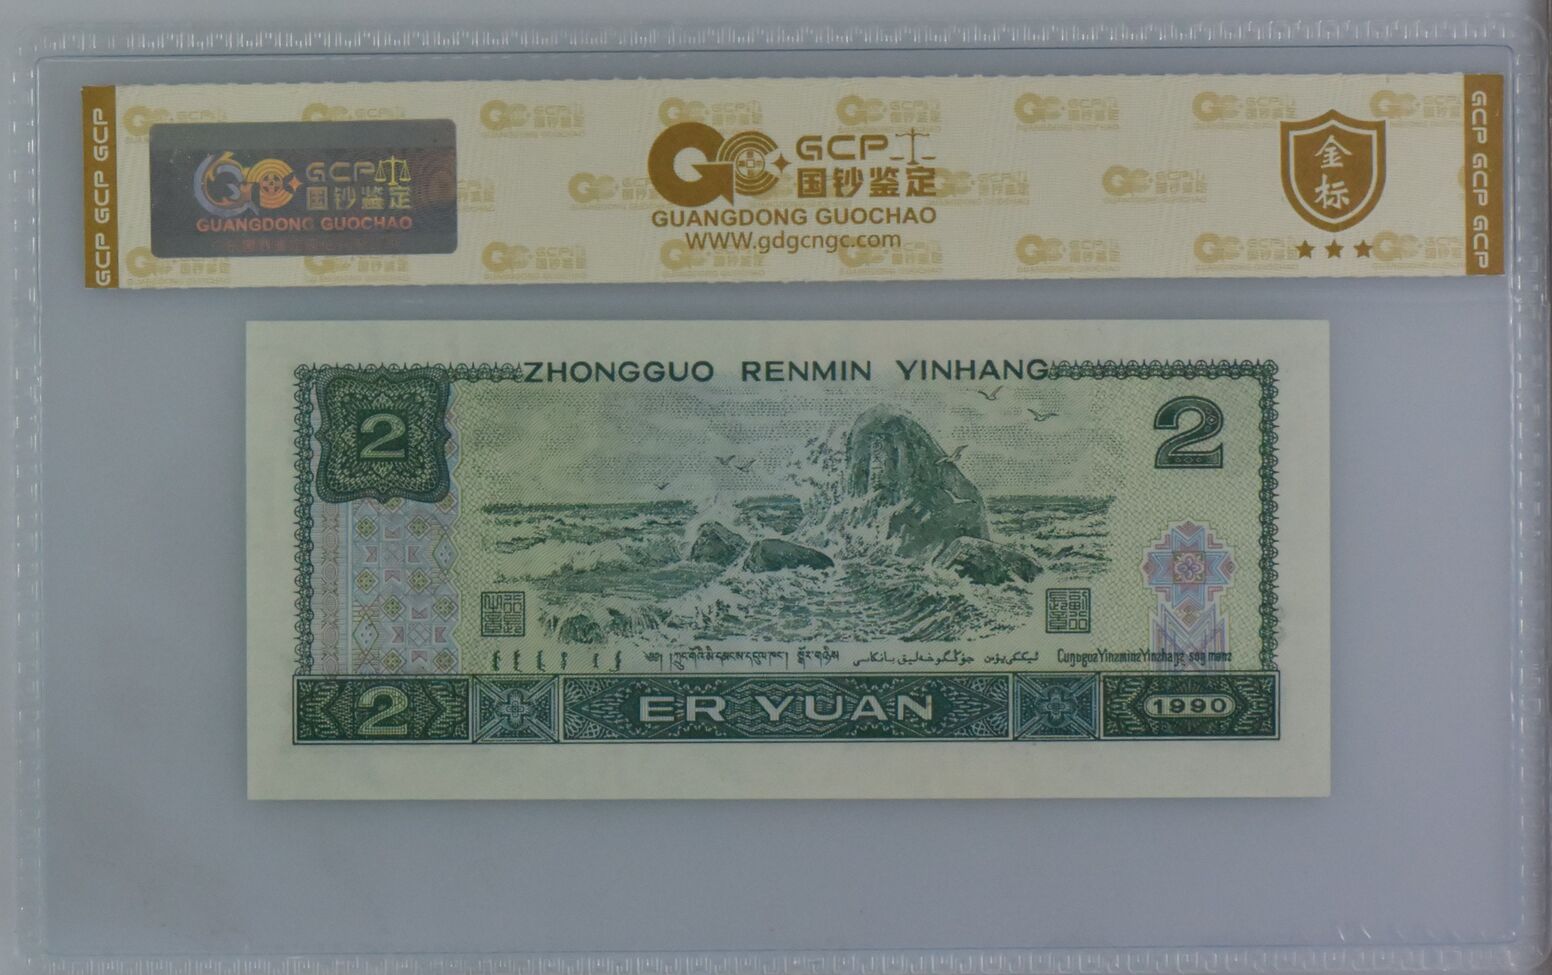 GCP GCP GCP
GCP
国钞鉴定
GUANGDONG GUOCHAO
GCP
国钞鉴定
GUANGDONG GUOCHAO
WWW.gdgcngc.com
金
标
GCP GCP GCP
ZHONGGUO RENMIN YINHANG
2
2
2
ER YUAN
1990